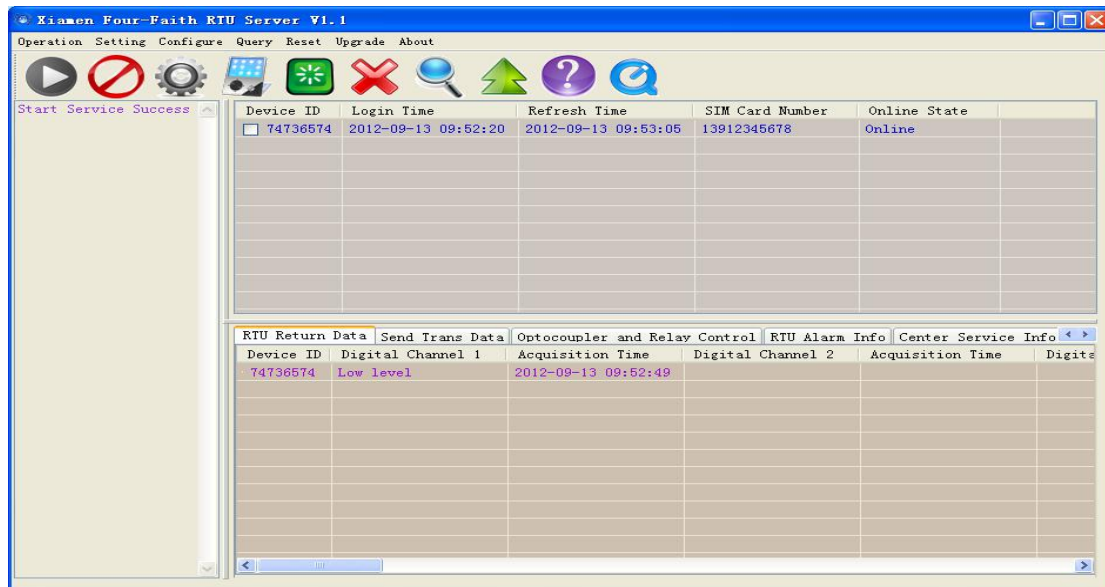 Xiamen Four-Faith RTU Server V1.1
Operation Setting Configure Query Reset Upgrade About
Start Service Success
Device ID Login Time Refresh Time SIM Card Number Online State
74736574 2012-09-13 09:52:20 2012-09-13 09:53:05 13912345678 Online
RTU Return Data Send Trans Data Optocoupler and Relay Control RTU Alarm Info Center Service Info
Device ID Digital Channel 1 Acquisition Time Digital Channel 2 Acquisition Time Digita
74736574 Low level 2012-09-13 09:52:49